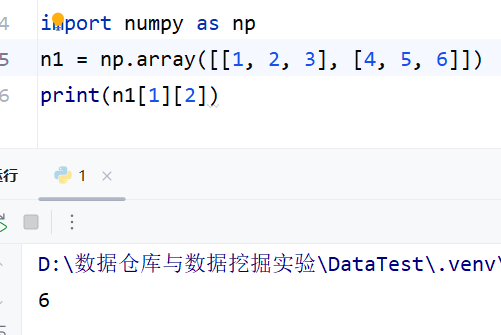 4 import numpy as np
5 n1 = np.array([[1, 2, 3], [4, 5, 6]])
6 print(n1[1][2])
运行 1 ×
D:\数据仓库与数据挖掘实验\DataTest\.venv\
6